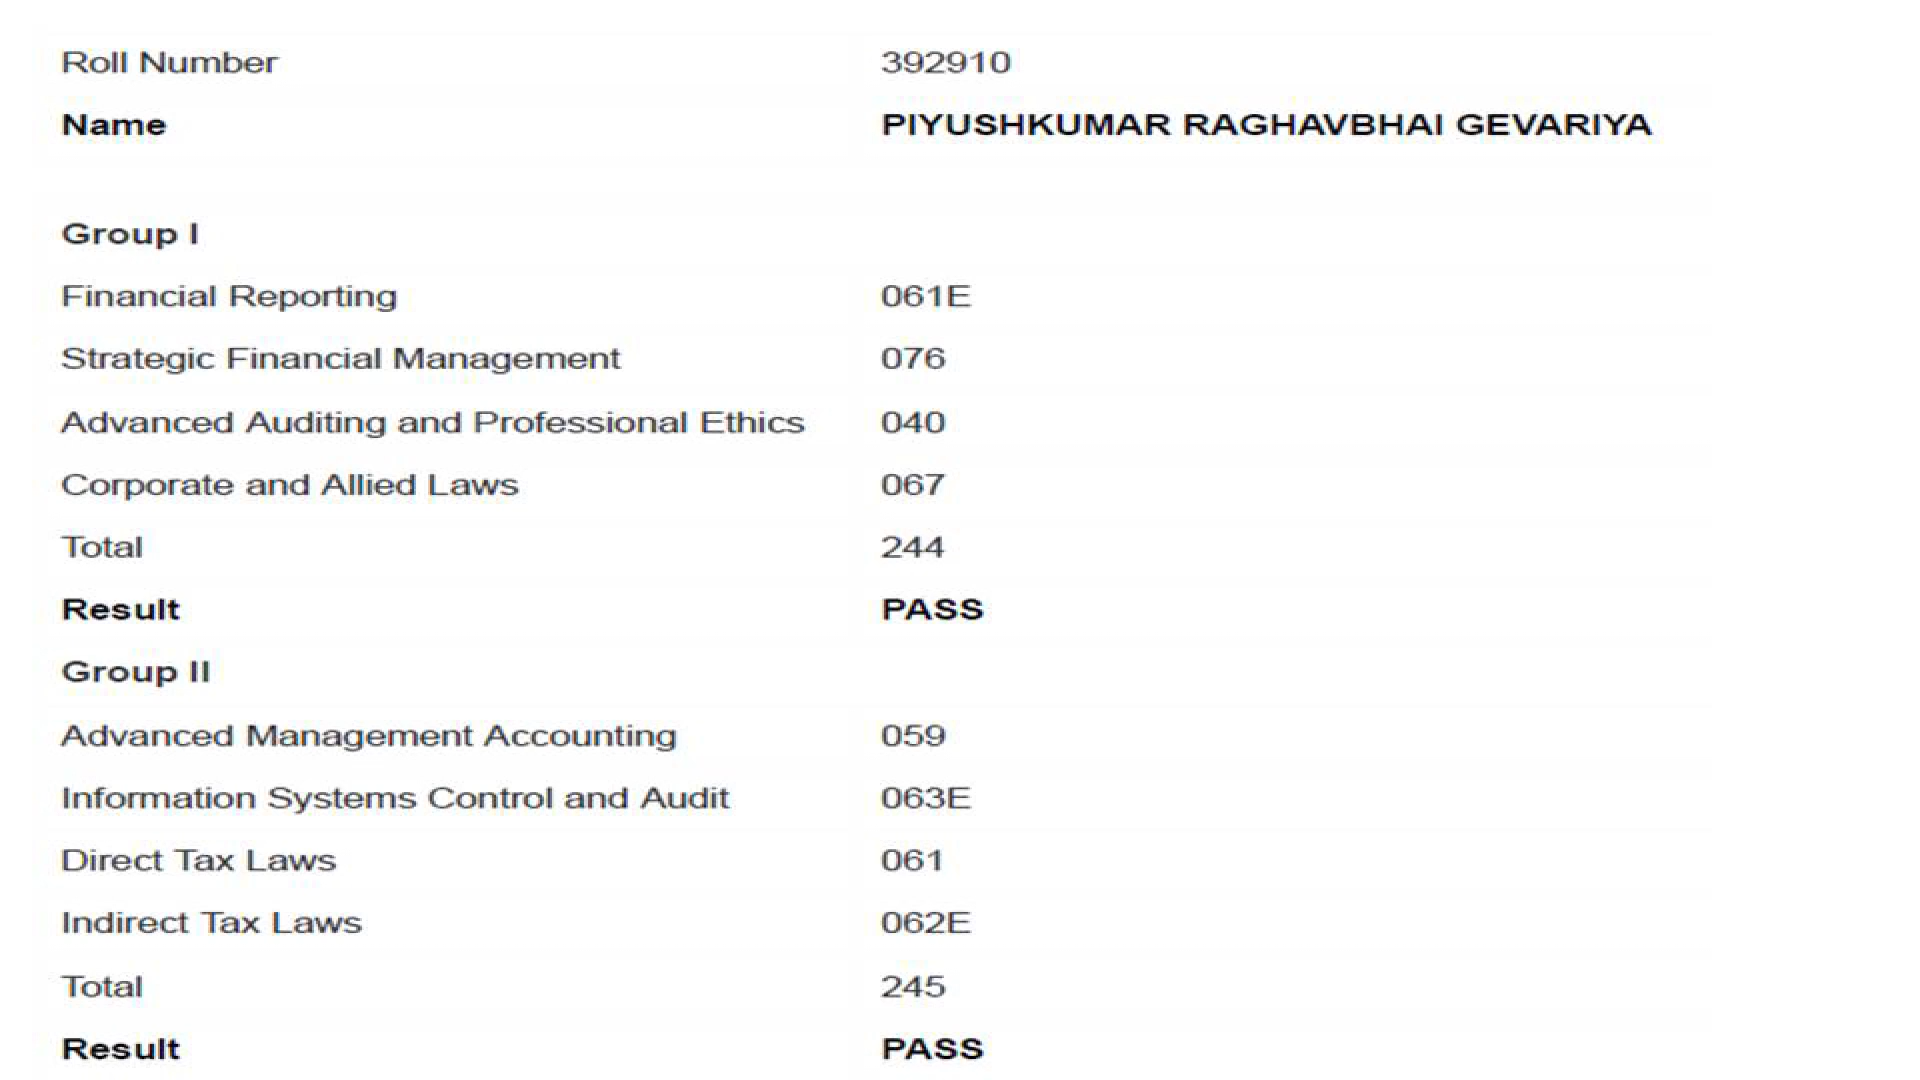 Roll Number 392910
Name PIYUSHKUMAR RAGHAVBHAI GEVARIYA
Group I
Financial Reporting 061E
Strategic Financial Management 076
Advanced Auditing and Professional Ethics 040
Corporate and Allied Laws 067
Total 244
Result PASS
Group II
Advanced Management Accounting 059
Information Systems Control and Audit 063E
Direct Tax Laws 061
Indirect Tax Laws 062E
Total 245
Result PASS